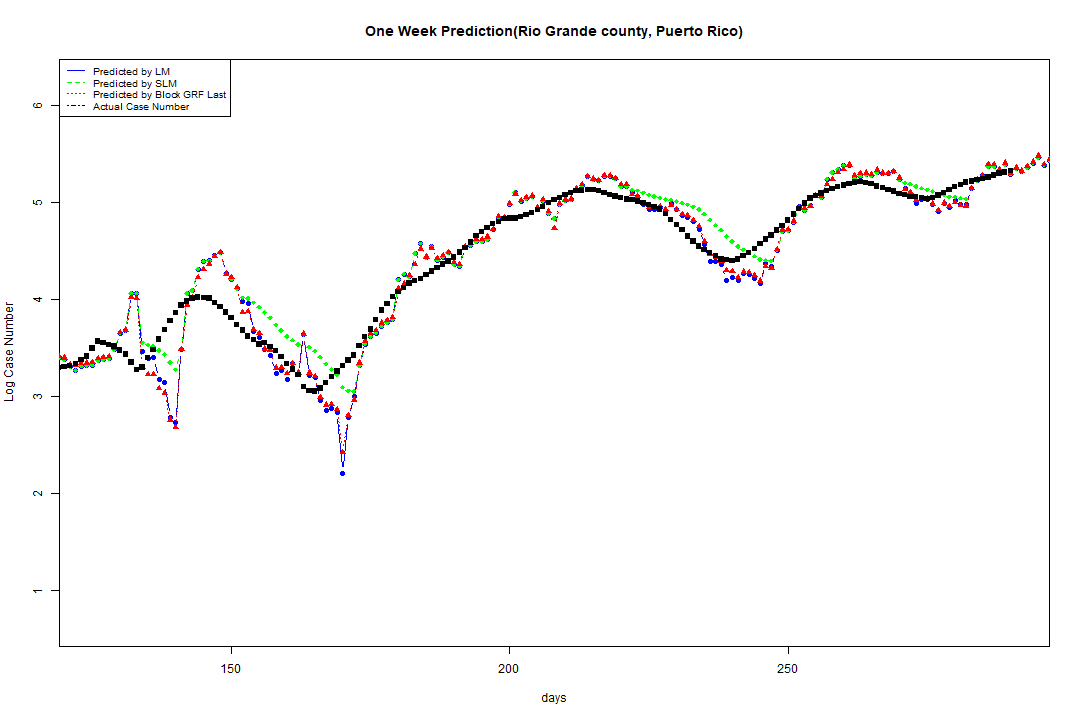 One Week Prediction(Rio Grande county, Puerto Rico)
Predicted by LM
Predicted by SLM
Predicted by Block GRF Last
Actual Case Number
6
5
4
3
2
1
Log Case Number
150
200
250
days